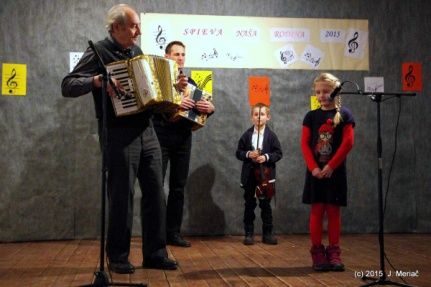 SPIEVA NAŠA RODINA 2015
(c) 2015 J. Meriač